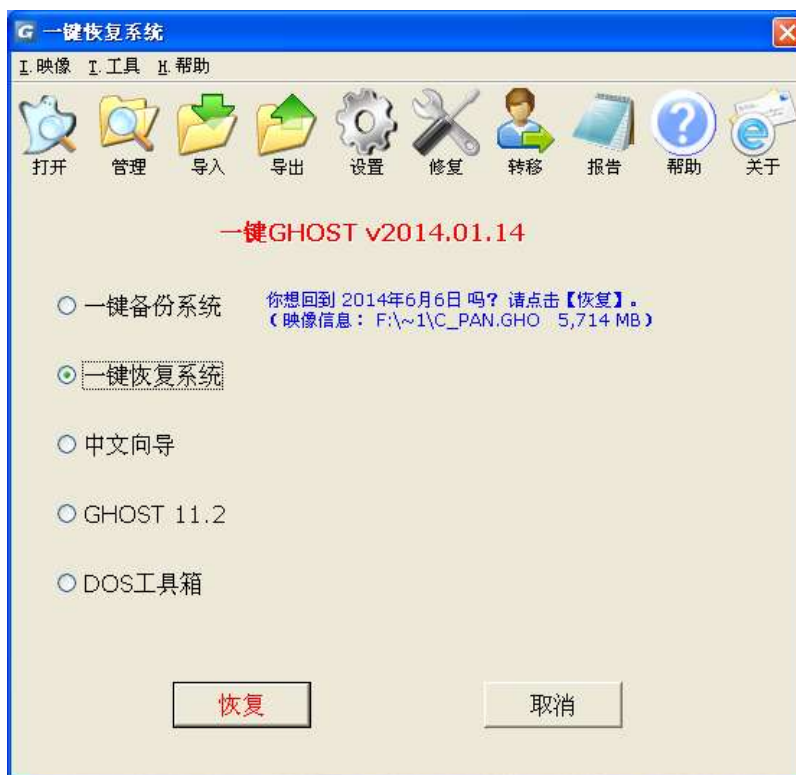 G 一键恢复系统
I.映像 T.工具 H.帮助
打开 管理 导入 导出 设置 修复 转移 报告 帮助 关于
一键GHOST v2014.01.14
一键备份系统 你想回到 2014年6月6日 吗？ 请点击【恢复】。
（映像信息： F:\~1\C_PAN.GHO 5,714 MB）
一键恢复系统
中文向导
GHOST 11.2
DOS工具箱
恢复 取消